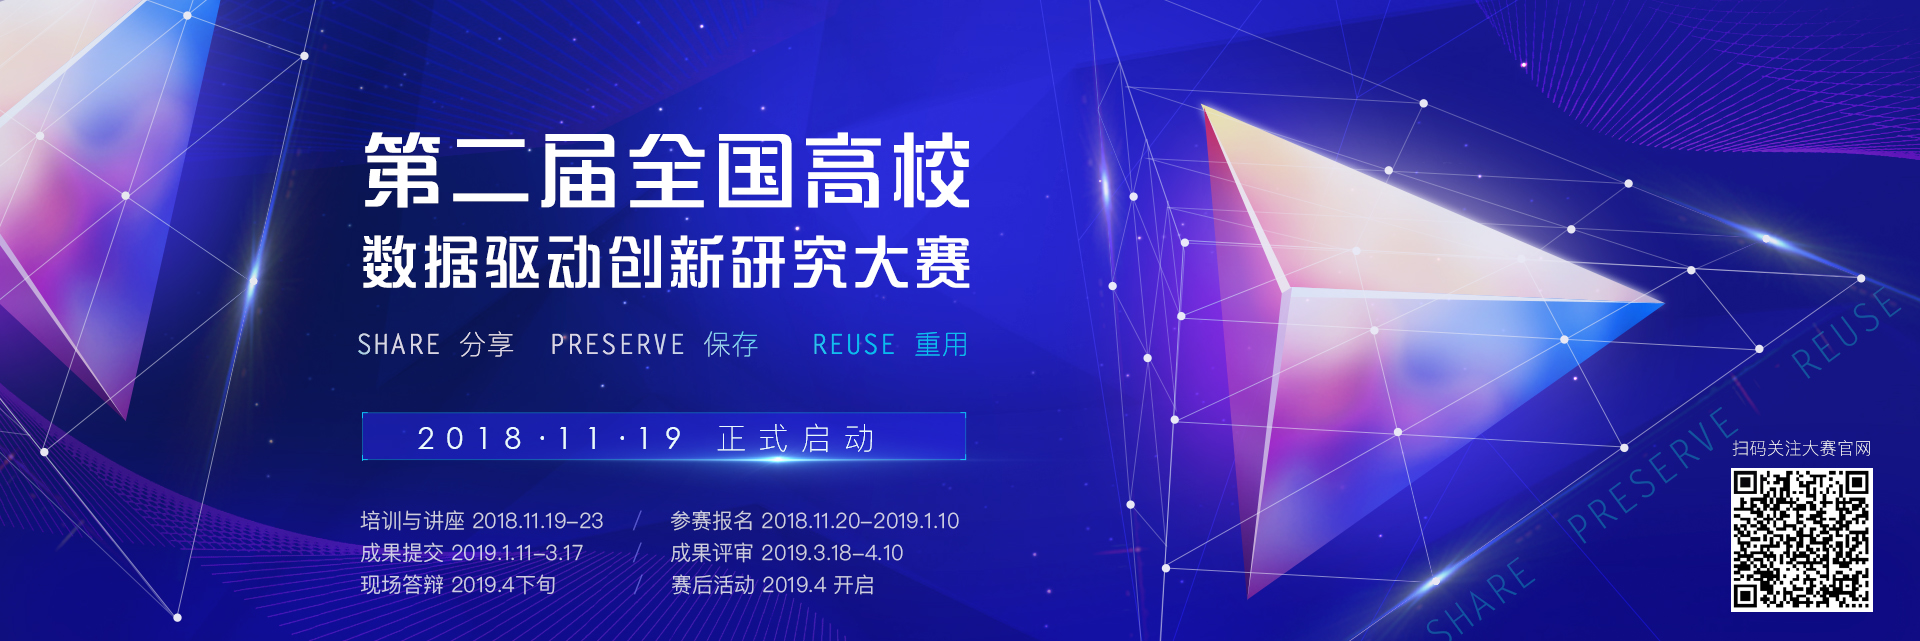 第二届全国高校
数据驱动创新研究大赛
SHARE 分享 PRESERVE 保存 REUSE 重用
2018·11·19 正式启动
培训与讲座 2018.11.19-23 / 参赛报名 2018.11.20-2019.1.10
成果提交 2019.1.11-3.17 / 成果评审 2019.3.18-4.10
现场答辩 2019.4下旬 / 赛后活动 2019.4 开启
SHARE PRESERVE REUSE
扫码关注大赛官网